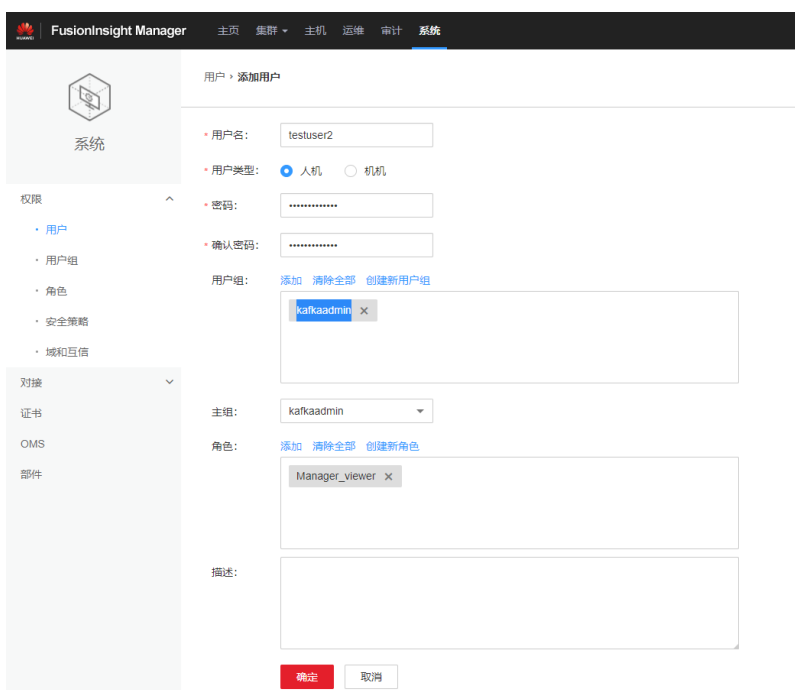 HUAWEI FusionInsight Manager 主页 集群 主机 运维 审计 系统
系统
权限
用户
用户组
角色
安全策略
域和互信
对接
证书
OMS
部件
用户 › 添加用户
* 用户名: testuser2
* 用户类型: 人机 机机
* 密码: •••••••••••••
* 确认密码: •••••••••••••
用户组: 添加 清除全部 创建新用户组
kafkaadmin ×
主组: kafkaadmin
角色: 添加 清除全部 创建新角色
Manager_viewer ×
描述:
确定 取消